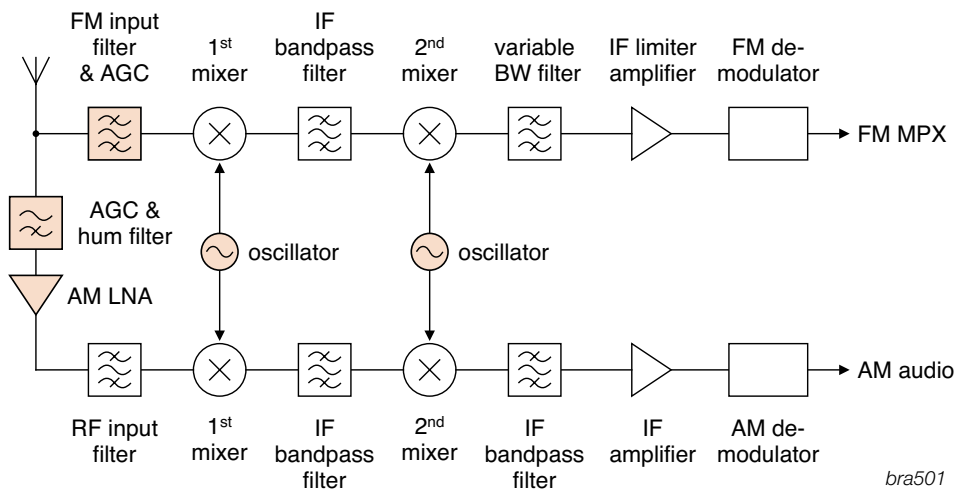 FM input
filter
& AGC
1st
mixer
IF
bandpass
filter
2nd
mixer
variable
BW filter
IF limiter
amplifier
FM de-
modulator
FM MPX
AGC &
hum filter
oscillator
oscillator
AM LNA
AM audio
RF input
filter
1st
mixer
IF
bandpass
filter
2nd
mixer
IF
bandpass
filter
IF
amplifier
AM de-
modulator
bra501